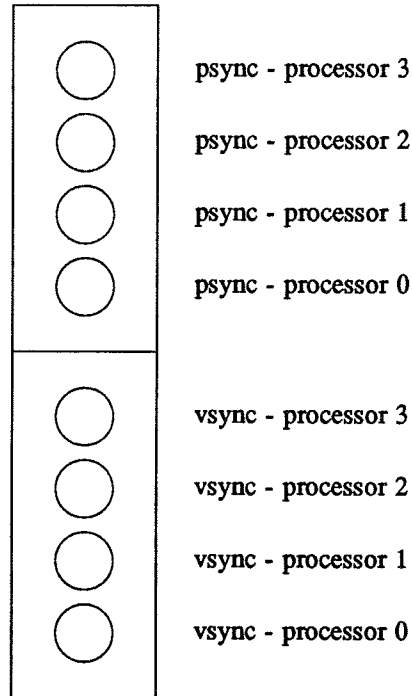 psync - processor 3
psync - processor 2
psync - processor 1
psync - processor 0
vsync - processor 3
vsync - processor 2
vsync - processor 1
vsync - processor 0